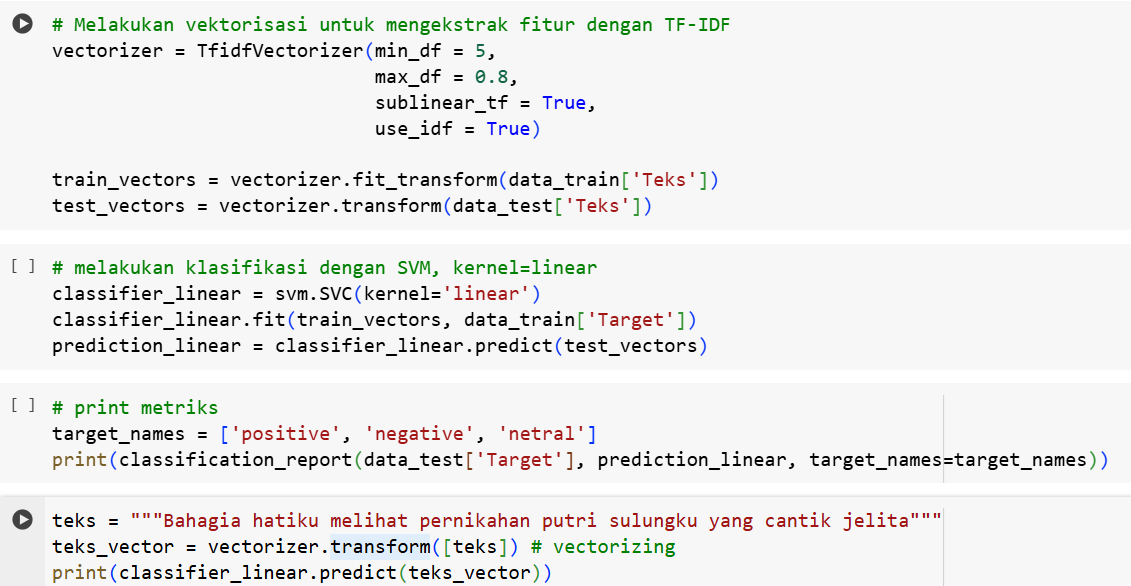 # Melakukan vektorisasi untuk mengekstrak fitur dengan TF-IDF
vectorizer = TfidfVectorizer(min_df = 5,
                             max_df = 0.8,
                             sublinear_tf = True,
                             use_idf = True)
train_vectors = vectorizer.fit_transform(data_train['Teks'])
test_vectors = vectorizer.transform(data_test['Teks'])
[ ] # melakukan klasifikasi dengan SVM, kernel=linear
classifier_linear = svm.SVC(kernel='linear')
classifier_linear.fit(train_vectors, data_train['Target'])
prediction_linear = classifier_linear.predict(test_vectors)
[ ] # print metriks
target_names = ['positive', 'negative', 'netral']
print(classification_report(data_test['Target'], prediction_linear, target_names=target_names))
teks = """Bahagia hatiku melihat pernikahan putri sulungku yang cantik jelita"""
teks_vector = vectorizer.transform([teks]) # vectorizing
print(classifier_linear.predict(teks_vector))